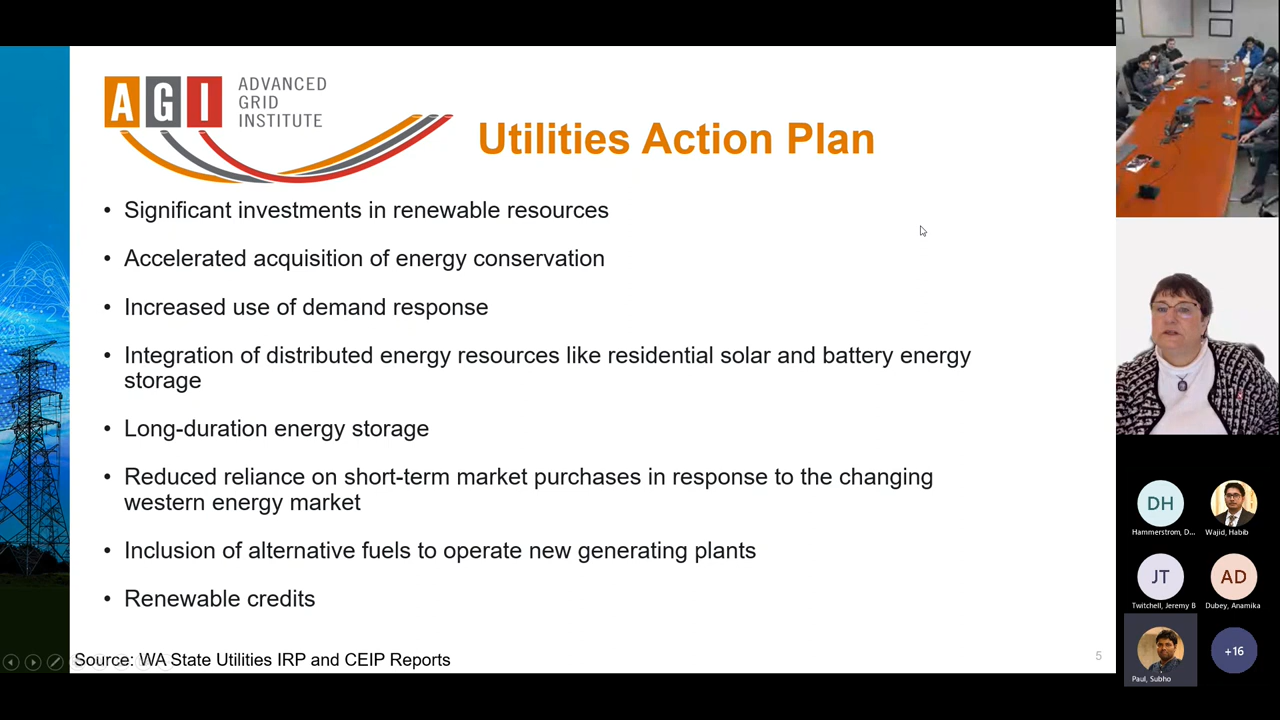 AGI
ADVANCED
GRID
INSTITUTE
Utilities Action Plan
• Significant investments in renewable resources
• Accelerated acquisition of energy conservation
• Increased use of demand response
• Integration of distributed energy resources like residential solar and battery energy
storage
• Long-duration energy storage
• Reduced reliance on short-term market purchases in response to the changing
western energy market
• Inclusion of alternative fuels to operate new generating plants
• Renewable credits
Source: WA State Utilities IRP and CEIP Reports
5
DH
Hammerstrom, D...
Wajid, Habib
JT
Twitchell, Jeremy B
AD
Dubey, Anamika
Paul, Subho
+16